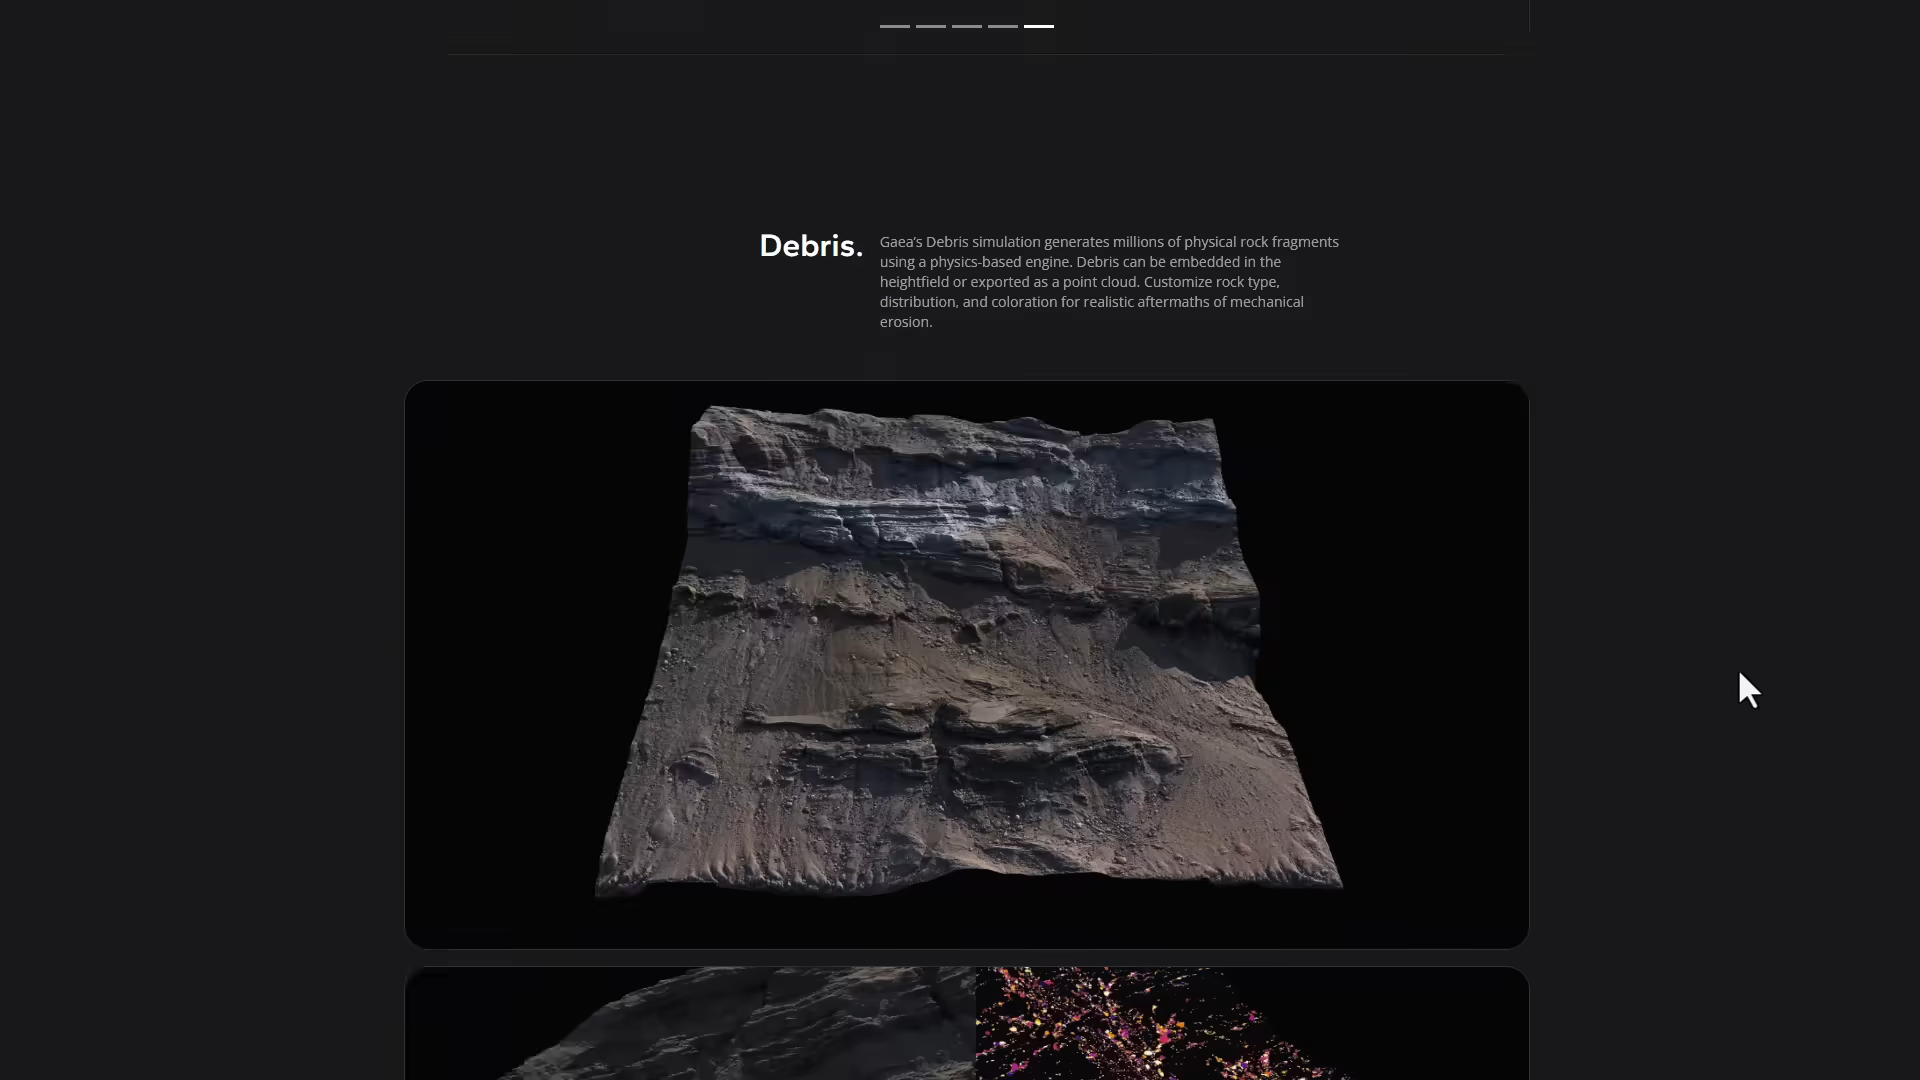 Debris.
Gaea’s Debris simulation generates millions of physical rock fragments
using a physics-based engine. Debris can be embedded in the
heightfield or exported as a point cloud. Customize rock type,
distribution, and coloration for realistic aftermaths of mechanical
erosion.